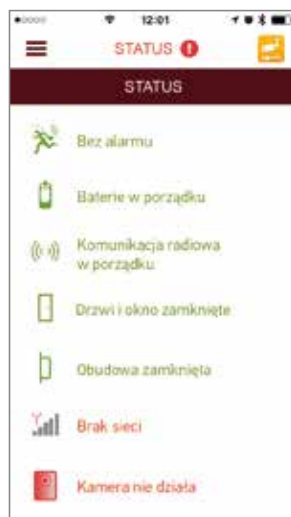 12:01
STATUS !
STATUS
Bez alarmu
Baterie w porządku
Komunikacja radiowa
w porządku
Drzwi i okno zamknięte
Obudowa zamknięta
Brak sieci
Kamera nie działa